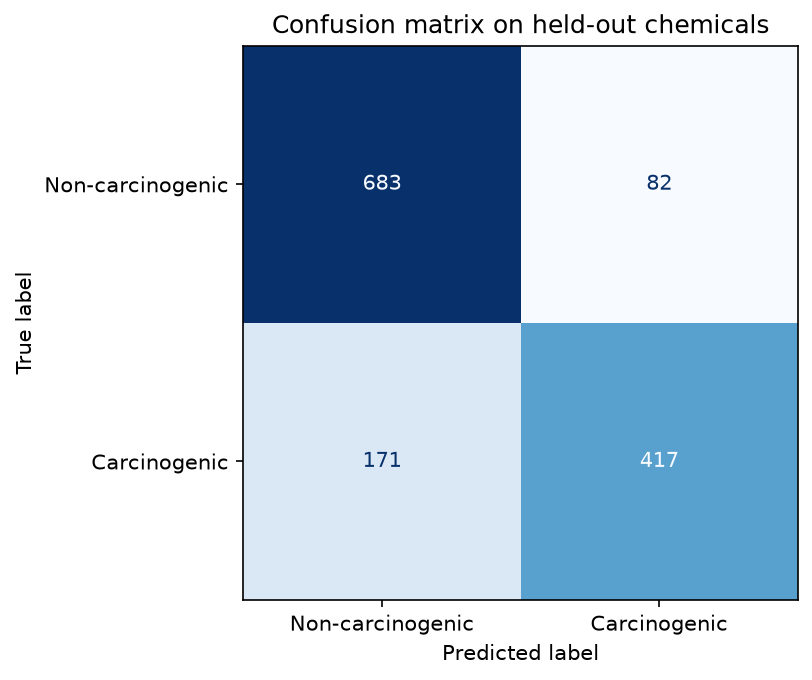 Confusion matrix on held-out chemicals
True label
Non-carcinogenic
683
82
Carcinogenic
171
417
Non-carcinogenic
Carcinogenic
Predicted label